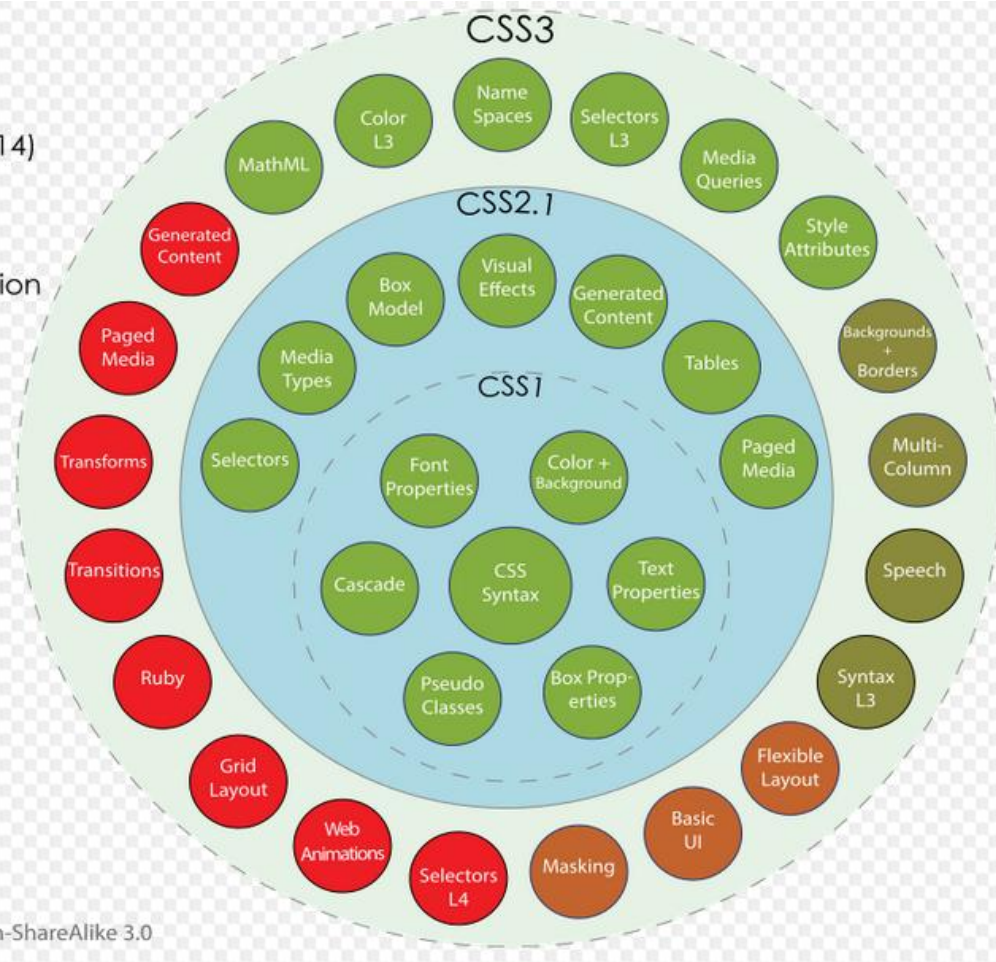 CSS3
14)
ion
Name
Spaces
Color
L3
Selectors
L3
MathML
Media
Queries
Generated
Content
Style
Attributes
Paged
Media
Backgrounds
+
Borders
Transforms
Multi-
Column
Transitions
Speech
Ruby
Syntax
L3
Grid
Layout
Flexible
Layout
Web
Animations
Basic
UI
Selectors
L4
Masking
CSS2.1
Visual
Effects
Box
Model
Generated
Content
Media
Types
Tables
Selectors
Paged
Media
CSS1
Font
Properties
Color +
Background
Cascade
CSS
Syntax
Text
Properties
Pseudo
Classes
Box Prop-
erties
n-ShareAlike 3.0